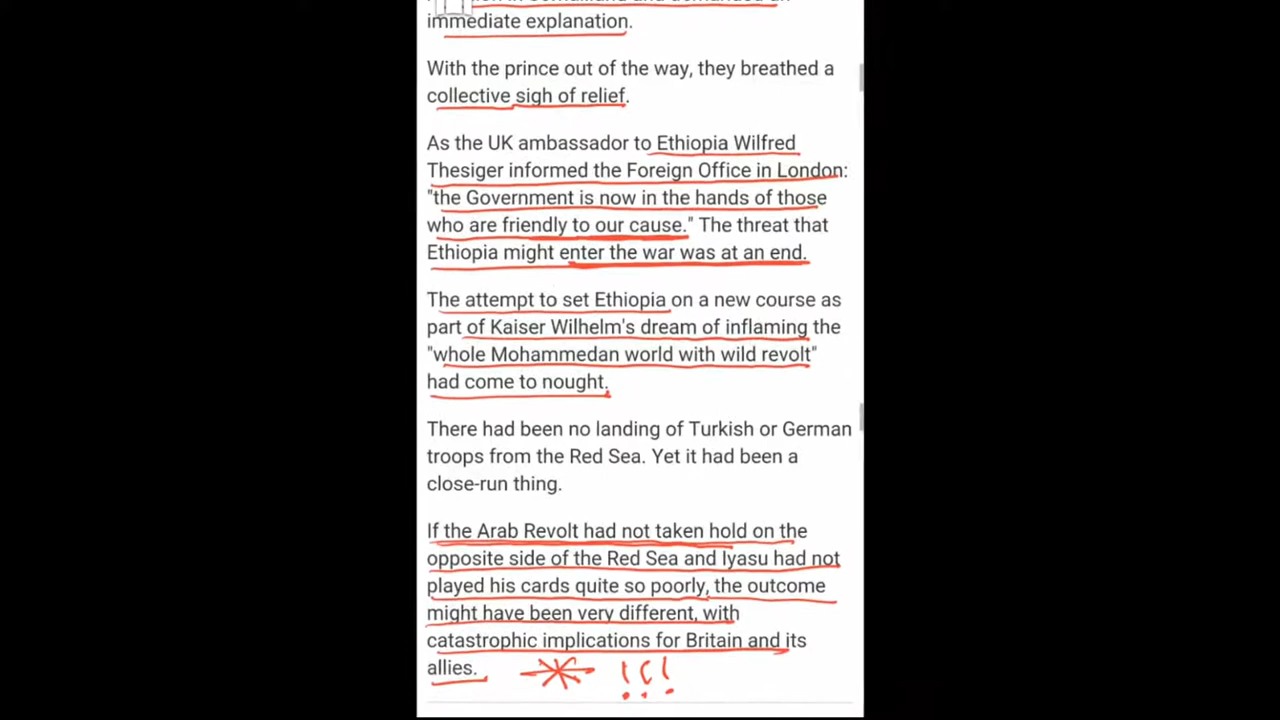 immediate explanation.
With the prince out of the way, they breathed a
collective sigh of relief.
As the UK ambassador to Ethiopia Wilfred
Thesiger informed the Foreign Office in London:
"the Government is now in the hands of those
who are friendly to our cause." The threat that
Ethiopia might enter the war was at an end.
The attempt to set Ethiopia on a new course as
part of Kaiser Wilhelm's dream of inflaming the
"whole Mohammedan world with wild revolt"
had come to nought.
There had been no landing of Turkish or German
troops from the Red Sea. Yet it had been a
close-run thing.
If the Arab Revolt had not taken hold on the
opposite side of the Red Sea and Iyasu had not
played his cards quite so poorly, the outcome
might have been very different, with
catastrophic implications for Britain and its
allies. * !!!